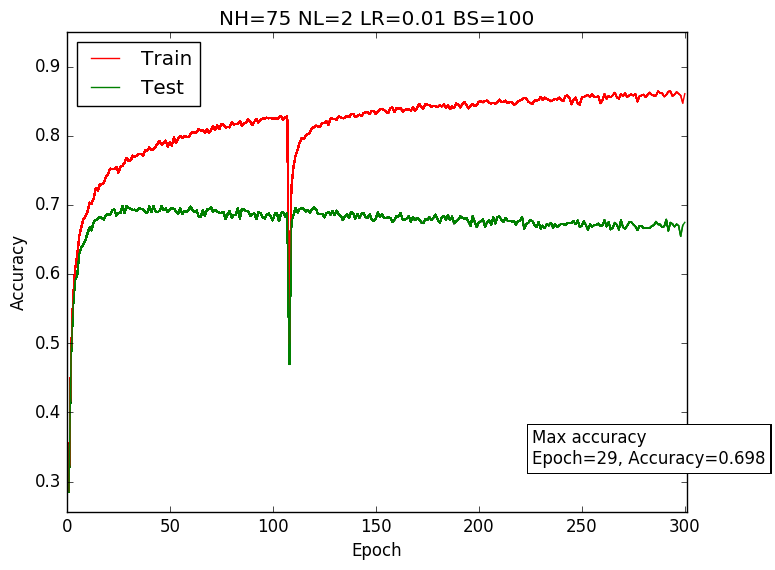 NH=75 NL=2 LR=0.01 BS=100
Train
Test
0.9
0.8
0.7
0.6
0.5
0.4
0.3
Accuracy
Max accuracy
Epoch=29, Accuracy=0.698
0 50 100 150 200 250 300
Epoch